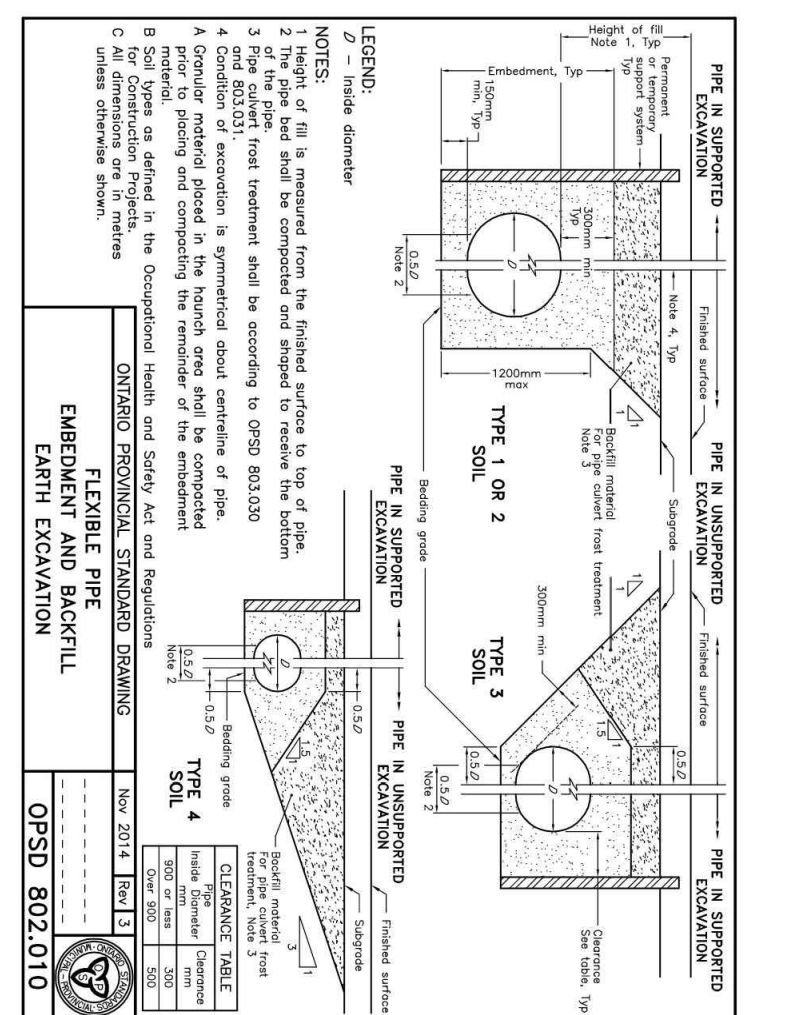 PIPE IN SUPPORTED
EXCAVATION
PIPE IN UNSUPPORTED
EXCAVATION
PIPE IN SUPPORTED
EXCAVATION
Height of fill
Note 1, Typ
Permanent
or temporary
support system
Typ
Embedment, Typ
150mm
min, Typ
300mm min
Typ
D
0.5D
Note 2
Finished surface
Note 4, Typ
1200mm
max
1
1
Backfill material
For pipe culvert frost treatment
Note 3
Subgrade
TYPE 1 OR 2
SOIL
Bedding grade
Finished surface
1
1
300mm min
TYPE 3
SOIL
1.5
1
0.5D
0.5D
D
0.5D
Note 2
Clearance
See table, Typ
LEGEND:
D – Inside diameter
NOTES:
1 Height of fill is measured from the finished surface to top of pipe.
2 The pipe bed shall be compacted and shaped to receive the bottom
of the pipe.
3 Pipe culvert frost treatment shall be according to OPSD 803.030
and 803.031.
4 Condition of excavation is symmetrical about centreline of pipe.
A Granular material placed in the haunch area shall be compacted
prior to placing and compacting the remainder of the embedment
material.
B Soil types as defined in the Occupational Health and Safety Act and Regulations
for Construction Projects.
C All dimensions are in metres
unless otherwise shown.
PIPE IN SUPPORTED
EXCAVATION
PIPE IN UNSUPPORTED
EXCAVATION
Finished surface
Subgrade
0.5D
D
0.5D
Note 2
0.5D
Bedding grade
1.5
1
3
1
Backfill material
For pipe culvert frost
treatment, Note 3
TYPE 4
SOIL
CLEARANCE TABLE
Pipe
Inside Diameter
mm
Clearance
mm
900 or less 300
Over 900 500
ONTARIO PROVINCIAL STANDARD DRAWING
Nov 2014 Rev 3
FLEXIBLE PIPE
EMBEDMENT AND BACKFILL
EARTH EXCAVATION
OPSD 802.010
ONTARIO STANDARDS
MUNICIPAL – PROVINCIAL
O P S